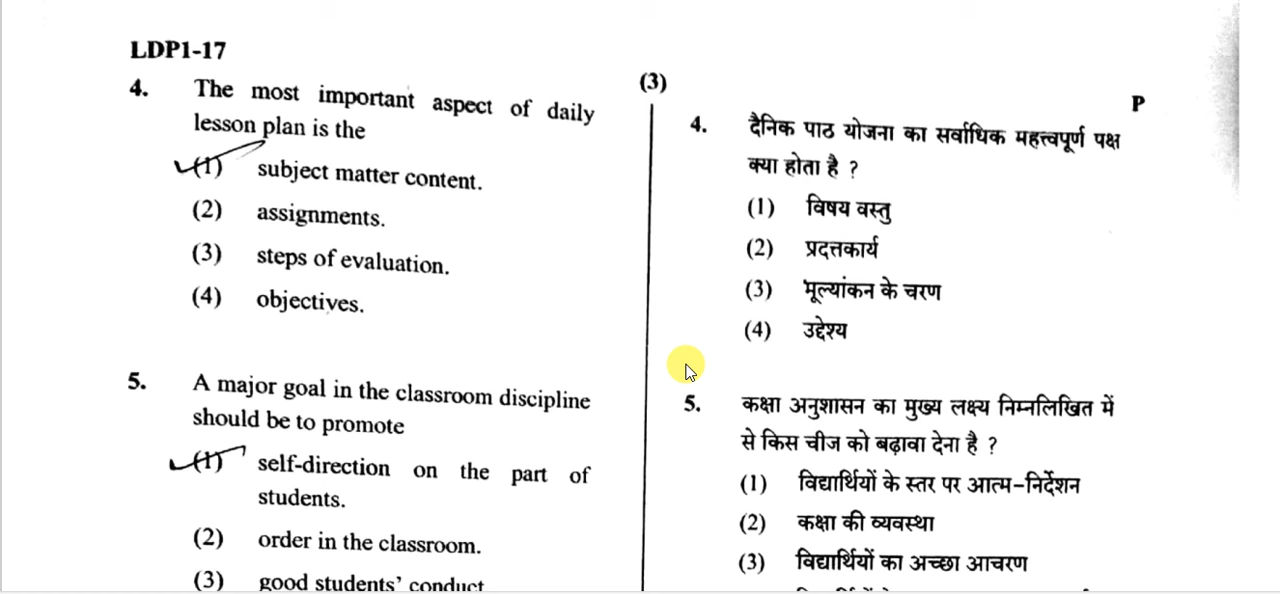 LDP1-17
(3)
P
4. The most important aspect of daily
lesson plan is the
(1) subject matter content.
(2) assignments.
(3) steps of evaluation.
(4) objectives.
5. A major goal in the classroom discipline
should be to promote
(1) self-direction on the part of
students.
(2) order in the classroom.
(3) good students' conduct
4. दैनिक पाठ योजना का सर्वाधिक महत्त्वपूर्ण पक्ष
क्या होता है ?
(1) विषय वस्तु
(2) प्रदत्तकार्य
(3) मूल्यांकन के चरण
(4) उद्देश्य
5. कक्षा अनुशासन का मुख्य लक्ष्य निम्नलिखित में
से किस चीज को बढ़ावा देना है ?
(1) विद्यार्थियों के स्तर पर आत्म-निर्देशन
(2) कक्षा की व्यवस्था
(3) विद्यार्थियों का अच्छा आचरण